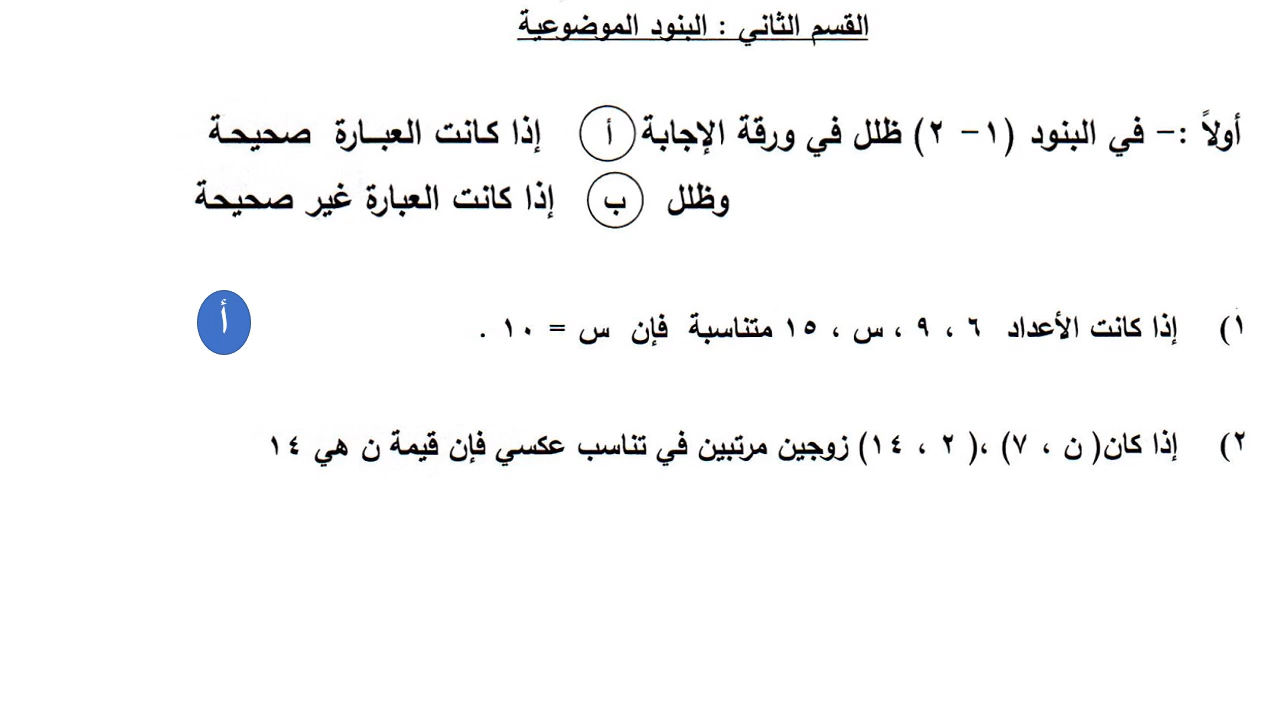 القسم الثاني : البنود الموضوعية
أولاً :- في البنود (١ - ٢) ظلل في ورقة الإجابة أ إذا كانت العبـارة صحيحـة
وظلل ب إذا كانت العبارة غير صحيحة
١) إذا كانت الأعداد ٦ ، ٩ ، س ، ١٥ متناسبة فإن س = ١٠ . أ
٢) إذا كان( ن ، ٧) ،( ٢ ، ١٤) زوجين مرتبين في تناسب عكسي فإن قيمة ن هي ١٤